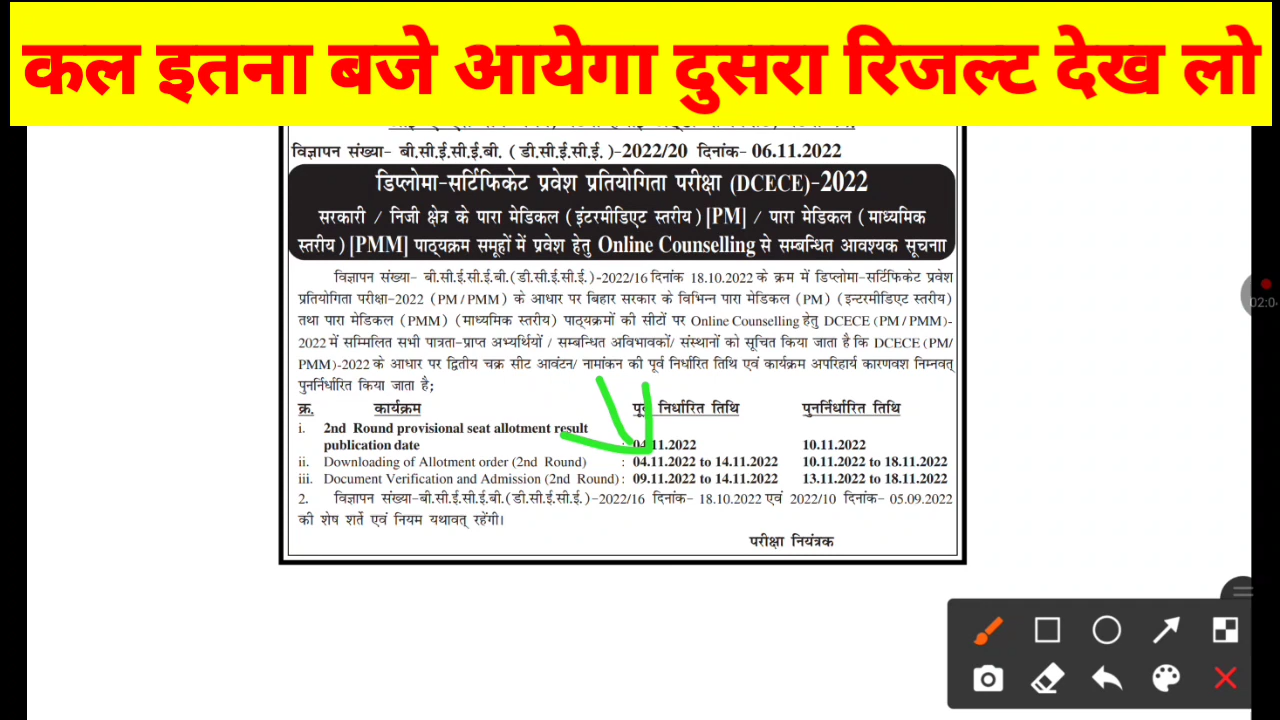 कल इतना बजे आयेगा दुसरा रिजल्ट देख लो
विज्ञापन संख्या- बी.सी.ई.सी.ई.बी. ( डी.सी.ई.सी.ई. )-2022/20 दिनांक- 06.11.2022
डिप्लोमा-सर्टिफिकेट प्रवेश प्रतियोगिता परीक्षा (DCECE)-2022
सरकारी / निजी क्षेत्र के पारा मेडिकल ( इंटरमीडिएट स्तरीय ) [PM] / पारा मेडिकल ( माध्यमिक
स्तरीय ) [PMM] पाठ्यक्रम समूहों में प्रवेश हेतु Online Counselling से सम्बन्धित आवश्यक सूचनाा
विज्ञापन संख्या- बी.सी.ई.सी.ई.बी.(डी.सी.ई.सी.ई.)-2022/16 दिनांक 18.10.2022 के क्रम में डिप्लोमा-सर्टिफिकेट प्रवेश
प्रतियोगिता परीक्षा-2022 (PM/PMM) के आधार पर बिहार सरकार के विभिन्न पारा मेडिकल (PM) (इन्टरमीडिएट स्तरीय)
तथा पारा मेडिकल (PMM) (माध्यमिक स्तरीय) पाठ्यक्रमों की सीटों पर Online Counselling हेतु DCECE (PM/PMM)-
2022 में सम्मिलित सभी पात्रता-प्राप्त अभ्यर्थियों / सम्बन्धित अविभावकों/ संस्थानों को सूचित किया जाता है कि DCECE (PM/
PMM)-2022 के आधार पर द्वितीय चक्र सीट आवंटन/ नामांकन की पूर्व निर्धारित तिथि एवं कार्यक्रम अपरिहार्य कारणवश निम्नवत्
पुनर्निर्धारित किया जाता है;
क्र. कार्यक्रम पूर्व निर्धारित तिथि पुनर्निर्धारित तिथि
i. 2nd Round provisional seat allotment result
publication date : 04.11.2022 10.11.2022
ii. Downloading of Allotment order (2nd Round) : 04.11.2022 to 14.11.2022 10.11.2022 to 18.11.2022
iii. Document Verification and Admission (2nd Round) : 09.11.2022 to 14.11.2022 13.11.2022 to 18.11.2022
2. विज्ञापन संख्या-बी.सी.ई.सी.ई.बी.(डी.सी.ई.सी.ई.)-2022/16 दिनांक- 18.10.2022 एवं 2022/10 दिनांक- 05.09.2022
की शेष शर्ते एवं नियम यथावत् रहेंगी।
परीक्षा नियंत्रक